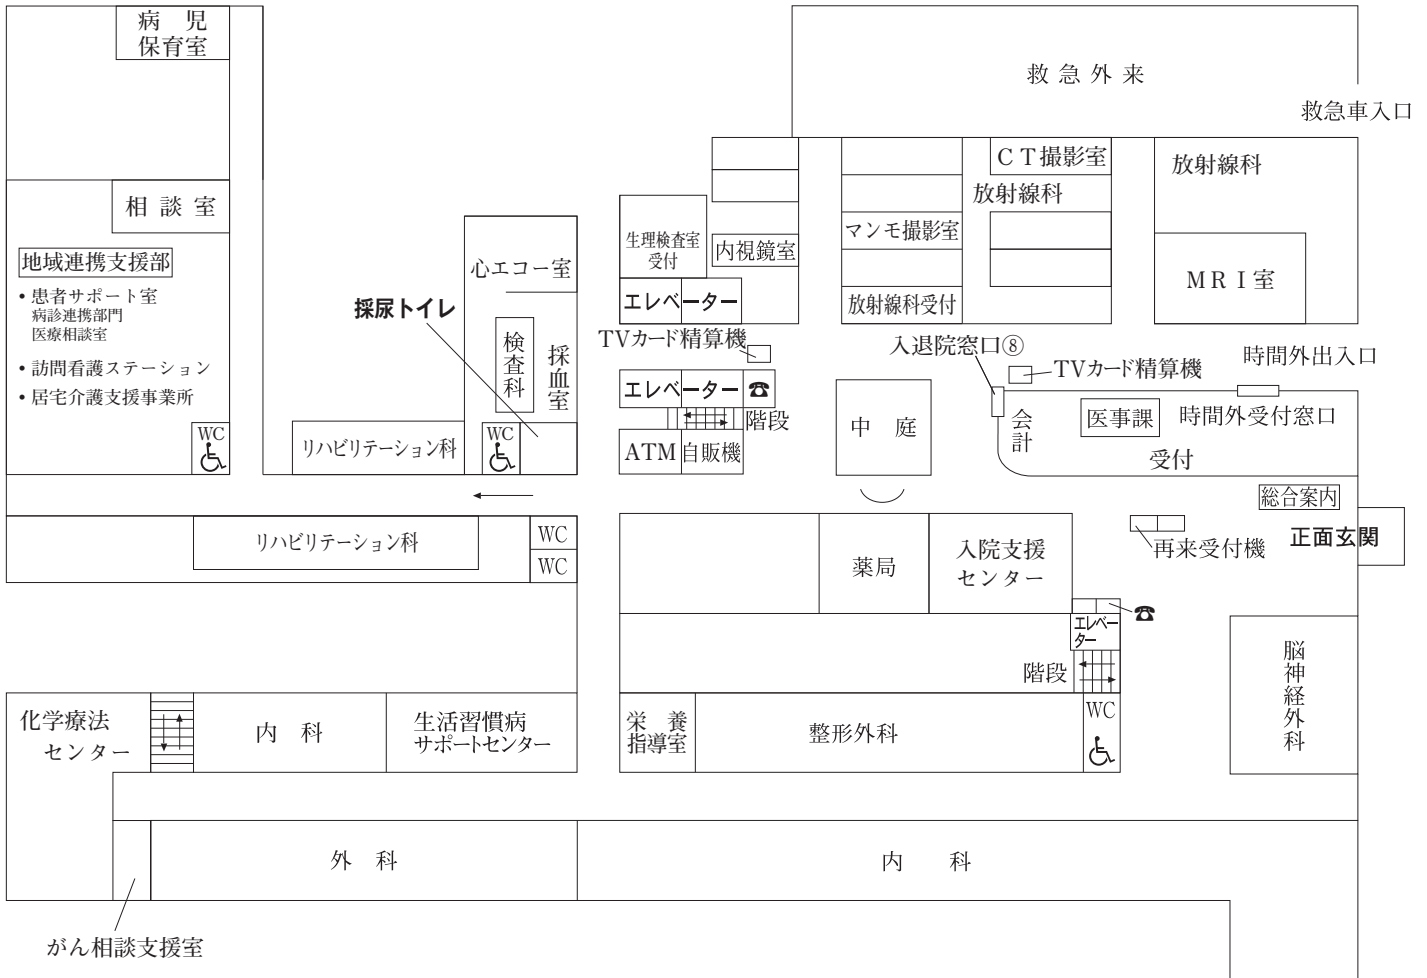 病 児
保育室
救 急 外 来
救急車入口
ＣＴ撮影室
放射線科
放射線科
相 談 室
マンモ撮影室
生理検査室
受付
内視鏡室
地域連携支援部
心エコー室
ＭＲＩ室
• 患者サポート室
病診連携部門
医療相談室
採尿トイレ
エレベーター
放射線科受付
TVカード精算機
入退院窓口⑧
時間外出入口
• 訪問看護ステーション
検査科
採血室
TVカード精算機
• 居宅介護支援事業所
エレベーター
☎
階段
中 庭
会計
医事課
時間外受付窓口
WC
リハビリテーション科
WC
ATM
自販機
受付
総合案内
リハビリテーション科
WC
WC
薬局
入院支援
センター
再来受付機
正面玄関
☎
エレベー
ター
階段
脳神経外科
化学療法
センター
内 科
生活習慣病
サポートセンター
栄 養
指導室
整形外科
WC
外 科
内 科
がん相談支援室